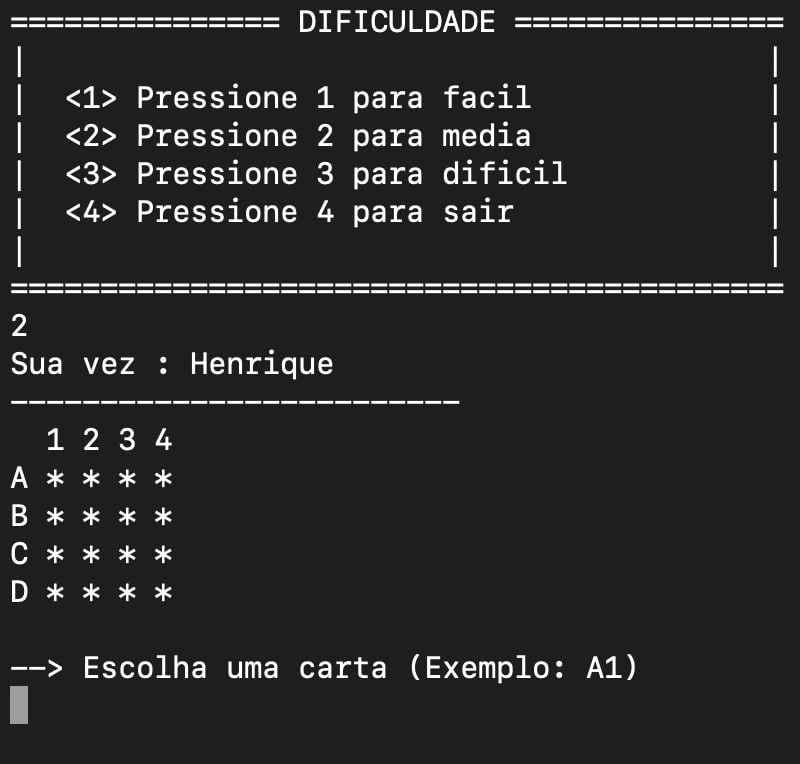 =============== DIFICULDADE ===============
|                                         |
|  <1> Pressione 1 para facil             |
|  <2> Pressione 2 para media             |
|  <3> Pressione 3 para dificil           |
|  <4> Pressione 4 para sair              |
|                                         |
===========================================
2
Sua vez : Henrique
-------------------------
  1 2 3 4
A * * * *
B * * * *
C * * * *
D * * * *

--> Escolha uma carta (Exemplo: A1)